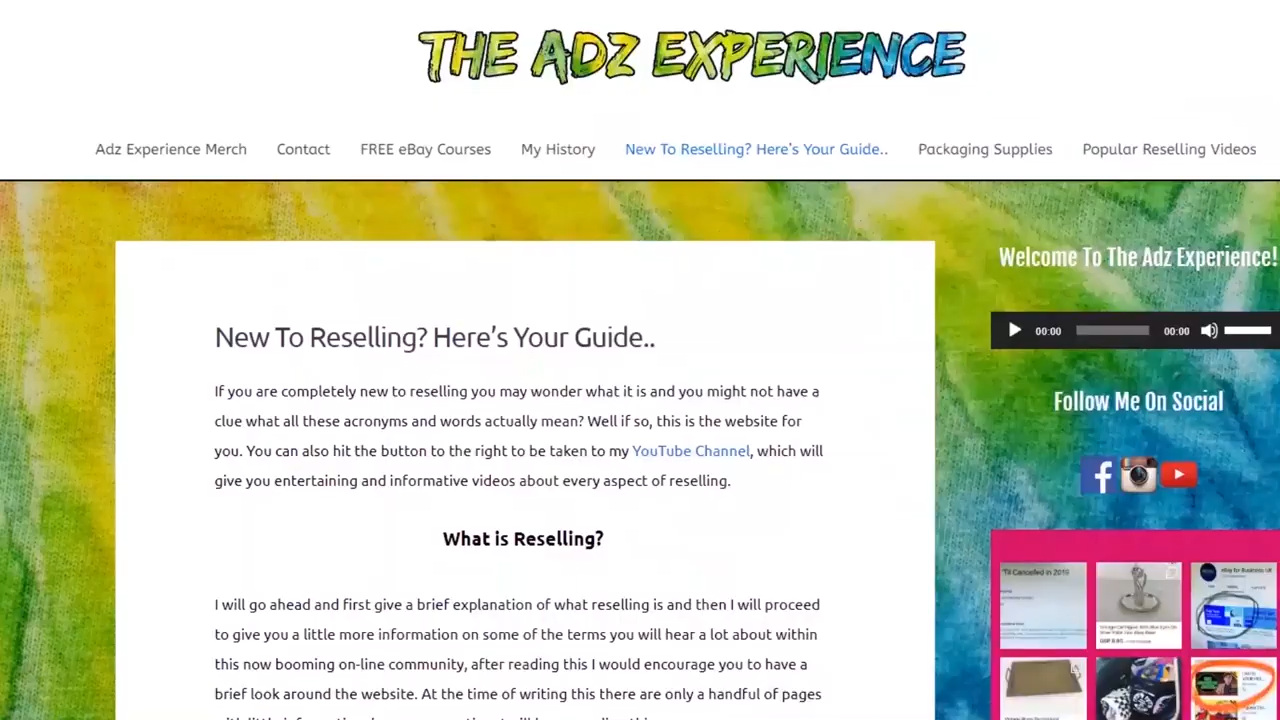 THE ADZ EXPERIENCE
Adz Experience Merch
Contact
FREE eBay Courses
My History
New To Reselling? Here's Your Guide..
Packaging Supplies
Popular Reselling Videos
Welcome To The Adz Experience!
00:00
00:00
New To Reselling? Here's Your Guide..
If you are completely new to reselling you may wonder what it is and you might not have a
clue what all these acronyms and words actually mean? Well if so, this is the website for
you. You can also hit the button to the right to be taken to my YouTube Channel, which will
give you entertaining and informative videos about every aspect of reselling.
Follow Me On Social
What is Reselling?
I will go ahead and first give a brief explanation of what reselling is and then I will proceed
to give you a little more information on some of the terms you will hear a lot about within
this now booming on-line community, after reading this I would encourage you to have a
brief look around the website. At the time of writing this there are only a handful of pages
'Til Cancelled in 2019
eBay for Business UK